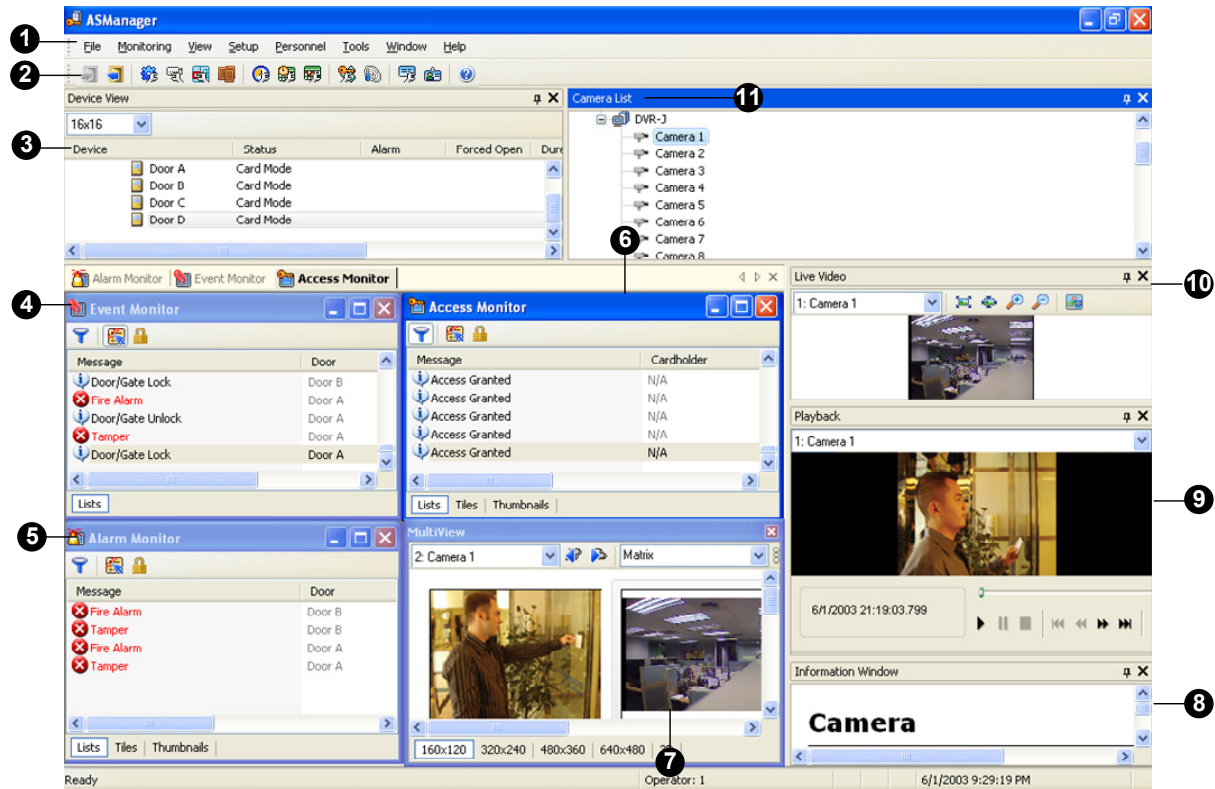 ASManager
1
File Monitoring View Setup Personnel Tools Window Help
2
Device View
Camera List
11
16x16
DVR-J
Camera 1
Camera 2
Camera 3
Camera 4
Camera 5
Camera 6
Camera 7
Camera 8
3
Device Status Alarm Forced Open Dure
Door A Card Mode
Door B Card Mode
Door C Card Mode
Door D Card Mode
6
Alarm Monitor Event Monitor Access Monitor
4
Event Monitor
Message Door
Door/Gate Lock Door B
Fire Alarm Door A
Door/Gate Unlock Door A
Tamper Door A
Door/Gate Lock Door A
Lists
Access Monitor
Message Cardholder
Access Granted N/A
Access Granted N/A
Access Granted N/A
Access Granted N/A
Access Granted N/A
Lists Tiles Thumbnails
Live Video
10
1: Camera 1
Playback
1: Camera 1
9
6/1/2003 21:19:03.799
5
Alarm Monitor
Message Door
Fire Alarm Door B
Tamper Door B
Fire Alarm Door A
Tamper Door A
Lists Tiles Thumbnails
MultiView
2: Camera 1 Matrix
160x120 320x240 480x360 640x480
7
Information Window
8
Camera
Ready Operator: 1 6/1/2003 9:29:19 PM